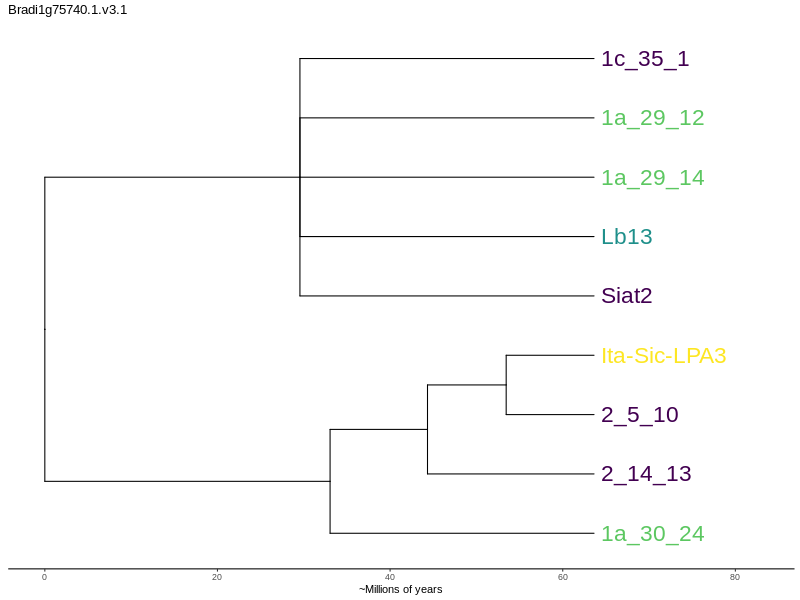 Bradi1g75740.1.v3.1
1c_35_1
1a_29_12
1a_29_14
Lb13
Siat2
Ita-Sic-LPA3
2_5_10
2_14_13
1a_30_24
0 20 40 60 80
~Millions of years